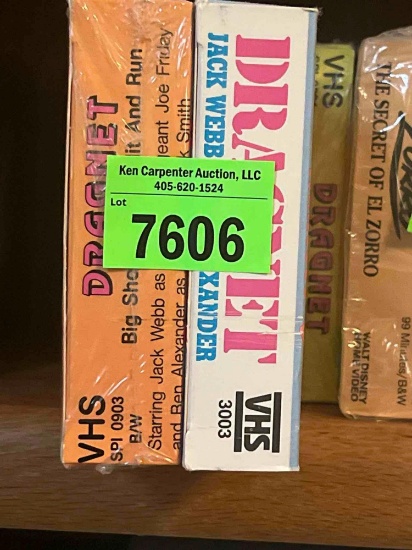 Ken Carpenter Auction, LLC
405-620-1524
Lot
7606
DRAGNET
Big Sho
it And Run
Starring Jack Webb as
geant Joe Friday
and Ben Alexander as
k Smith
VHS
SPI 0903
B/W
DRAGNET
JACK WEBB
EXANDER
VHS
3003
VHS
DRAGNET
THE SECRET OF EL ZORRO
99 Minutes/B&W
WALT DISNEY
HOME VIDEO